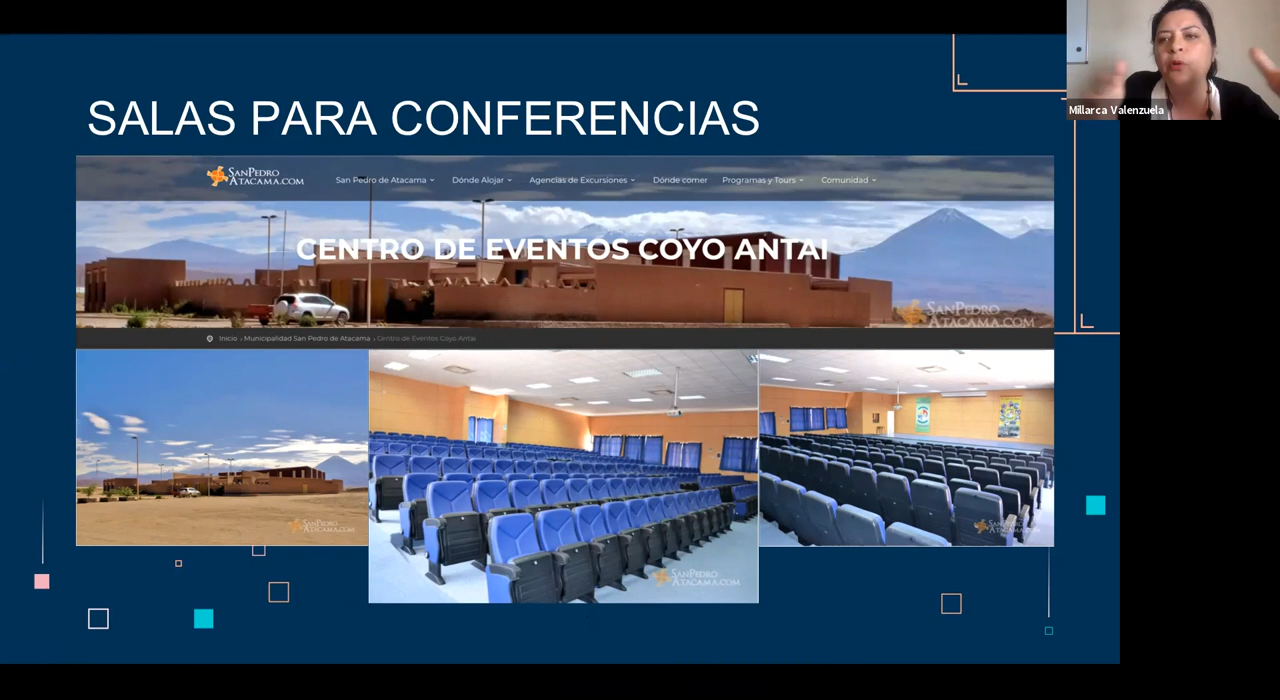 Millarca Valenzuela
SALAS PARA CONFERENCIAS
SANPEDRO
ATACAMA.COM
San Pedro de Atacama Dónde Alojar Agencias de Excursiones Dónde comer Programas y Tours Comunidad
CENTRO DE EVENTOS COYO ANTAI
SANPEDRO
ATACAMA.COM
Inicio › Municipalidad San Pedro de Atacama › Centro de Eventos Coyo Antai
SANPEDRO
ATACAMA.COM
SANPEDRO
ATACAMA.COM
SANPEDRO
ATACAMA.COM